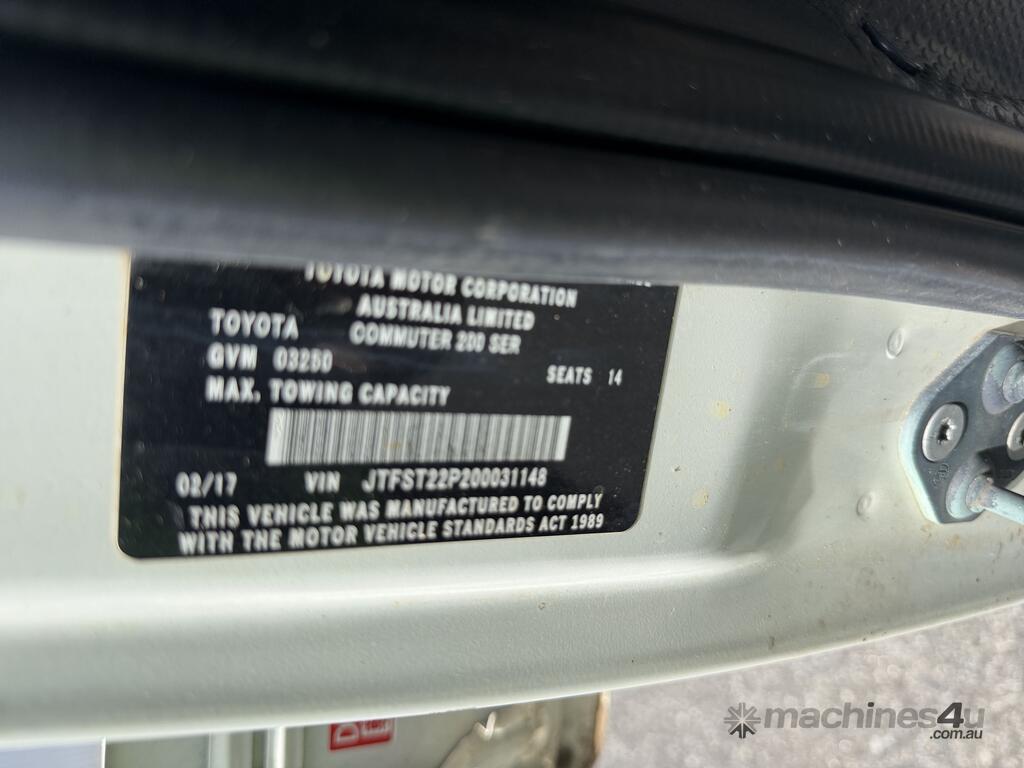 TOYOTA MOTOR CORPORATION
AUSTRALIA LIMITED
TOYOTA COMMUTER 200 SER
GVM 03250
SEATS 14
MAX. TOWING CAPACITY
02/17 VIN JTFST22P200031148
THIS VEHICLE WAS MANUFACTURED TO COMPLY
WITH THE MOTOR VEHICLE STANDARDS ACT 1989
machines4u
.com.au